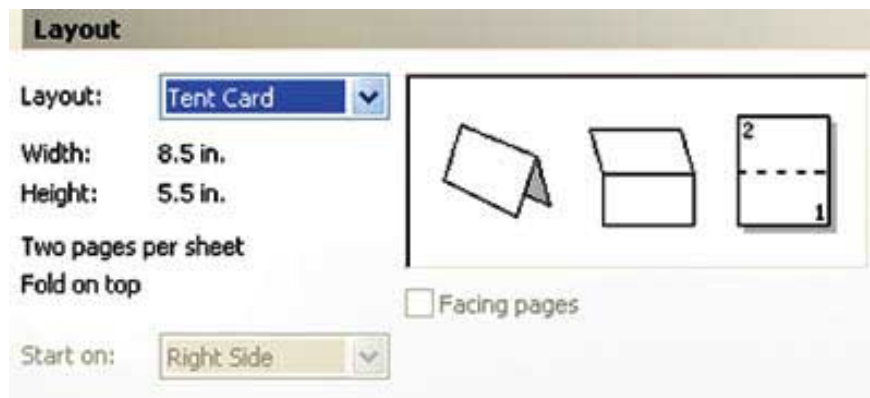 Layout
Layout: Tent Card
Width: 8.5 in.
Height: 5.5 in.
Two pages per sheet
Fold on top
Start on: Right Side
2
1
Facing pages